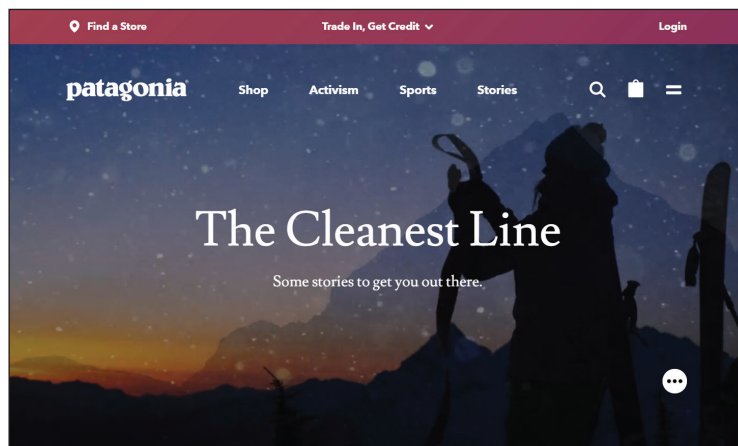 Find a Store
Trade In, Get Credit
Login
patagonia
Shop
Activism
Sports
Stories
The Cleanest Line
Some stories to get you out there.